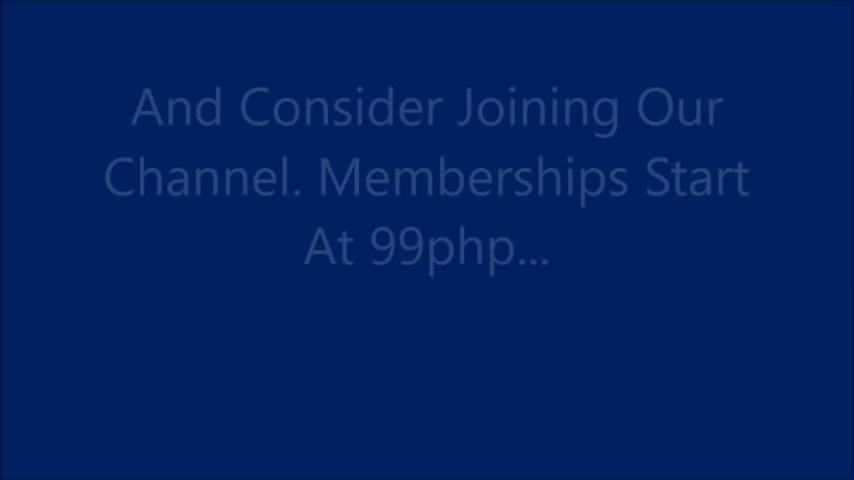 And Consider Joining Our
Channel. Memberships Start
At 99php...